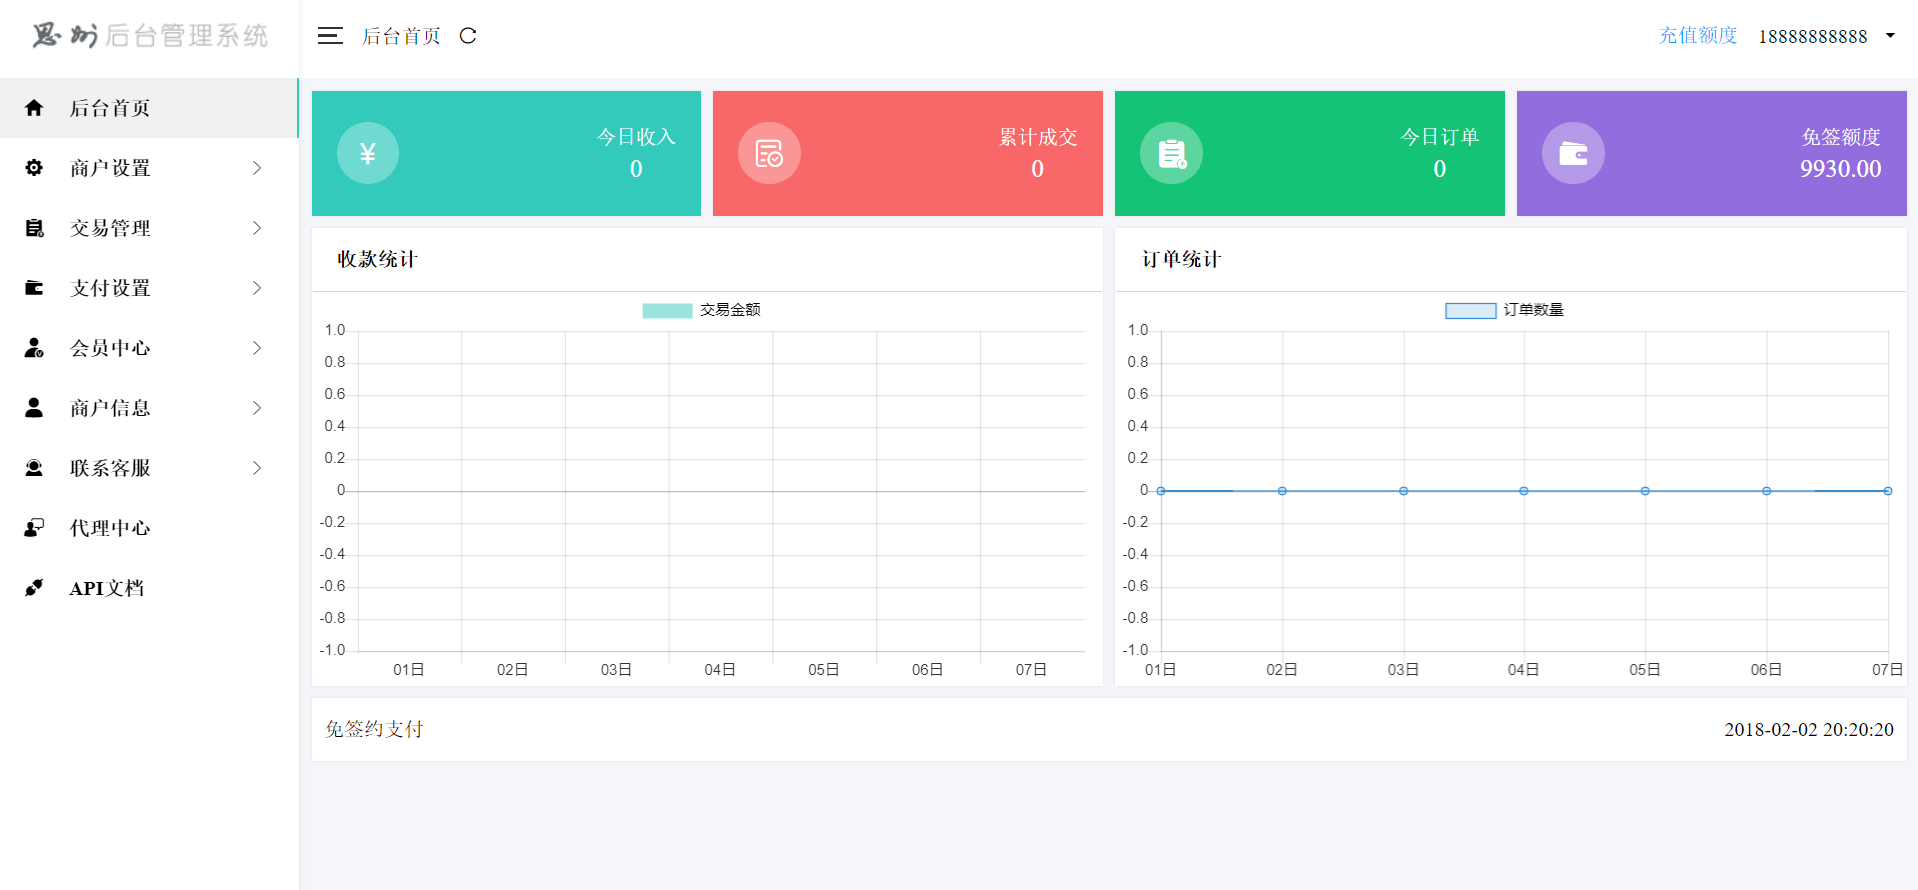 思州后台管理系统
后台首页
充值额度 18888888888
后台首页
商户设置
交易管理
支付设置
会员中心
商户信息
联系客服
代理中心
API文档
¥
今日收入
0
累计成交
0
今日订单
0
免签额度
9930.00
收款统计
交易金额
1.0
0.8
0.6
0.4
0.2
0
-0.2
-0.4
-0.6
-0.8
-1.0
01日 02日 03日 04日 05日 06日 07日
订单统计
订单数量
1.0
0.8
0.6
0.4
0.2
0
-0.2
-0.4
-0.6
-0.8
-1.0
01日 02日 03日 04日 05日 06日 07日
免签约支付 2018-02-02 20:20:20